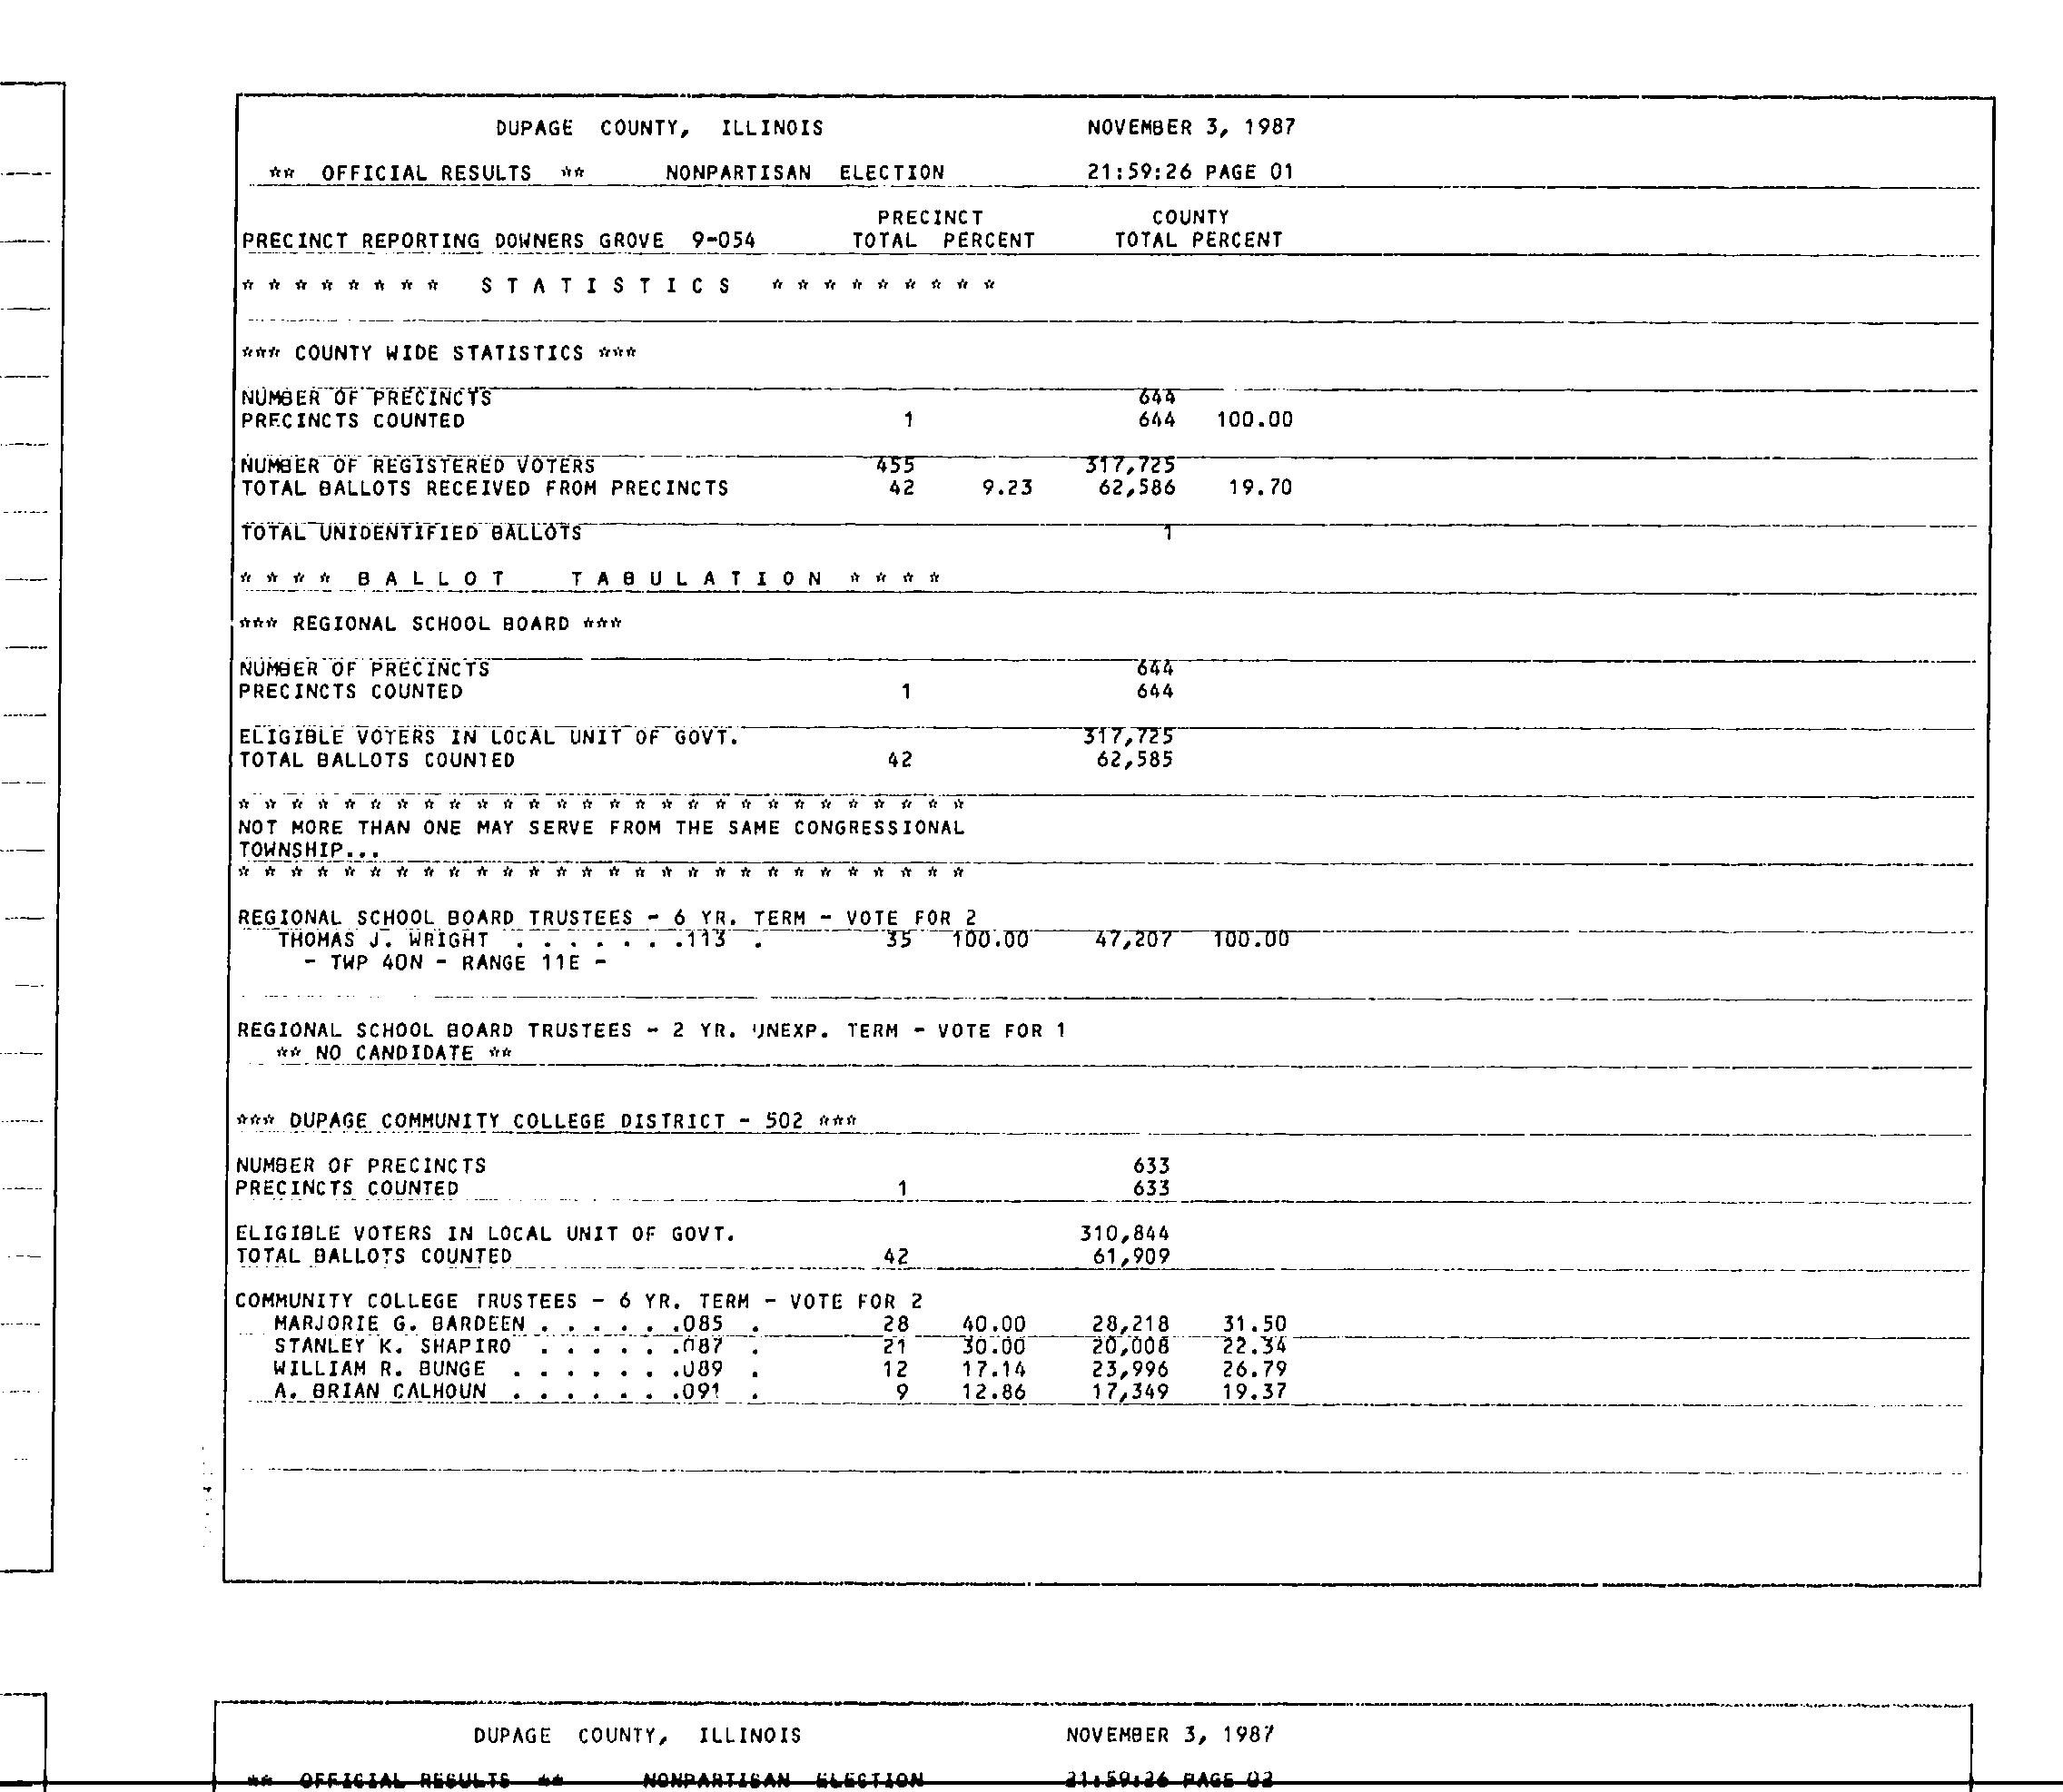 DUPAGE COUNTY, ILLINOIS NOVEMBER 3, 1987
** OFFICIAL RESULTS ** NONPARTISAN ELECTION 21:59:26 PAGE 01
PRECINCT COUNTY
PRECINCT REPORTING DOWNERS GROVE 9-054 TOTAL PERCENT TOTAL PERCENT
* * * * * * * * S T A T I S T I C S * * * * * * * * *
*** COUNTY WIDE STATISTICS ***
NUMBER OF PRECINCTS 644
PRECINCTS COUNTED 1 644 100.00
NUMBER OF REGISTERED VOTERS 455 317,725
TOTAL BALLOTS RECEIVED FROM PRECINCTS 42 9.23 62,586 19.70
TOTAL UNIDENTIFIED BALLOTS 1
* * * * B A L L O T T A B U L A T I O N * * * *
*** REGIONAL SCHOOL BOARD ***
NUMBER OF PRECINCTS 644
PRECINCTS COUNTED 1 644
ELIGIBLE VOTERS IN LOCAL UNIT OF GOVT. 317,725
TOTAL BALLOTS COUNTED 42 62,585
* * * * * * * * * * * * * * * * * * * * * * * * * * * *
NOT MORE THAN ONE MAY SERVE FROM THE SAME CONGRESSIONAL
TOWNSHIP...
* * * * * * * * * * * * * * * * * * * * * * * * * * * *
REGIONAL SCHOOL BOARD TRUSTEES - 6 YR. TERM - VOTE FOR 2
THOMAS J. WRIGHT . . . . . . .113 . 35 100.00 47,207 100.00
- TWP 40N - RANGE 11E -
REGIONAL SCHOOL BOARD TRUSTEES - 2 YR. UNEXP. TERM - VOTE FOR 1
** NO CANDIDATE **
*** DUPAGE COMMUNITY COLLEGE DISTRICT - 502 ***
NUMBER OF PRECINCTS 633
PRECINCTS COUNTED 1 633
ELIGIBLE VOTERS IN LOCAL UNIT OF GOVT. 310,844
TOTAL BALLOTS COUNTED 42 61,909
COMMUNITY COLLEGE TRUSTEES - 6 YR. TERM - VOTE FOR 2
MARJORIE G. BARDEEN . . . . . .085 . 28 40.00 28,218 31.50
STANLEY K. SHAPIRO . . . . . .087 . 21 30.00 20,008 22.34
WILLIAM R. BUNGE . . . . . . .089 . 12 17.14 23,996 26.79
A. BRIAN CALHOUN . . . . . . .091 . 9 12.86 17,349 19.37
DUPAGE COUNTY, ILLINOIS NOVEMBER 3, 1987
** OFFICIAL RESULTS ** NONPARTISAN ELECTION 21:59:26 PAGE 02